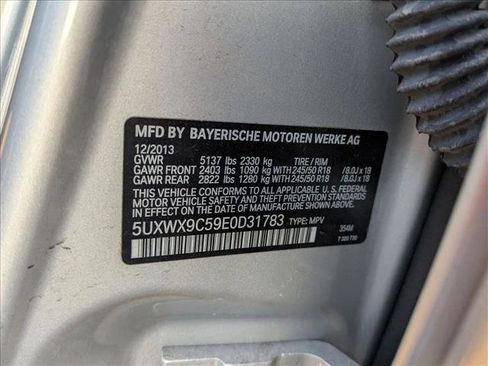 MFD BY BAYERISCHE MOTOREN WERKE AG
12/2013
GVWR 5137 lbs 2330 kg TIRE / RIM
GAWR FRONT 2403 lbs 1090 kg WITH 245/50 R18 /8.0J x 18
GAWR REAR 2822 lbs 1280 kg WITH 245/50 R18 /8.0J x 18
THIS VEHICLE CONFORMS TO ALL APPLICABLE U.S. FEDERAL
MOTOR VEHICLE SAFETY STANDARDS IN EFFECT ON THE DATE OF
MANUFACTURE SHOWN ABOVE.
5UXWX9C59E0D31783 TYPE: MPV 354M